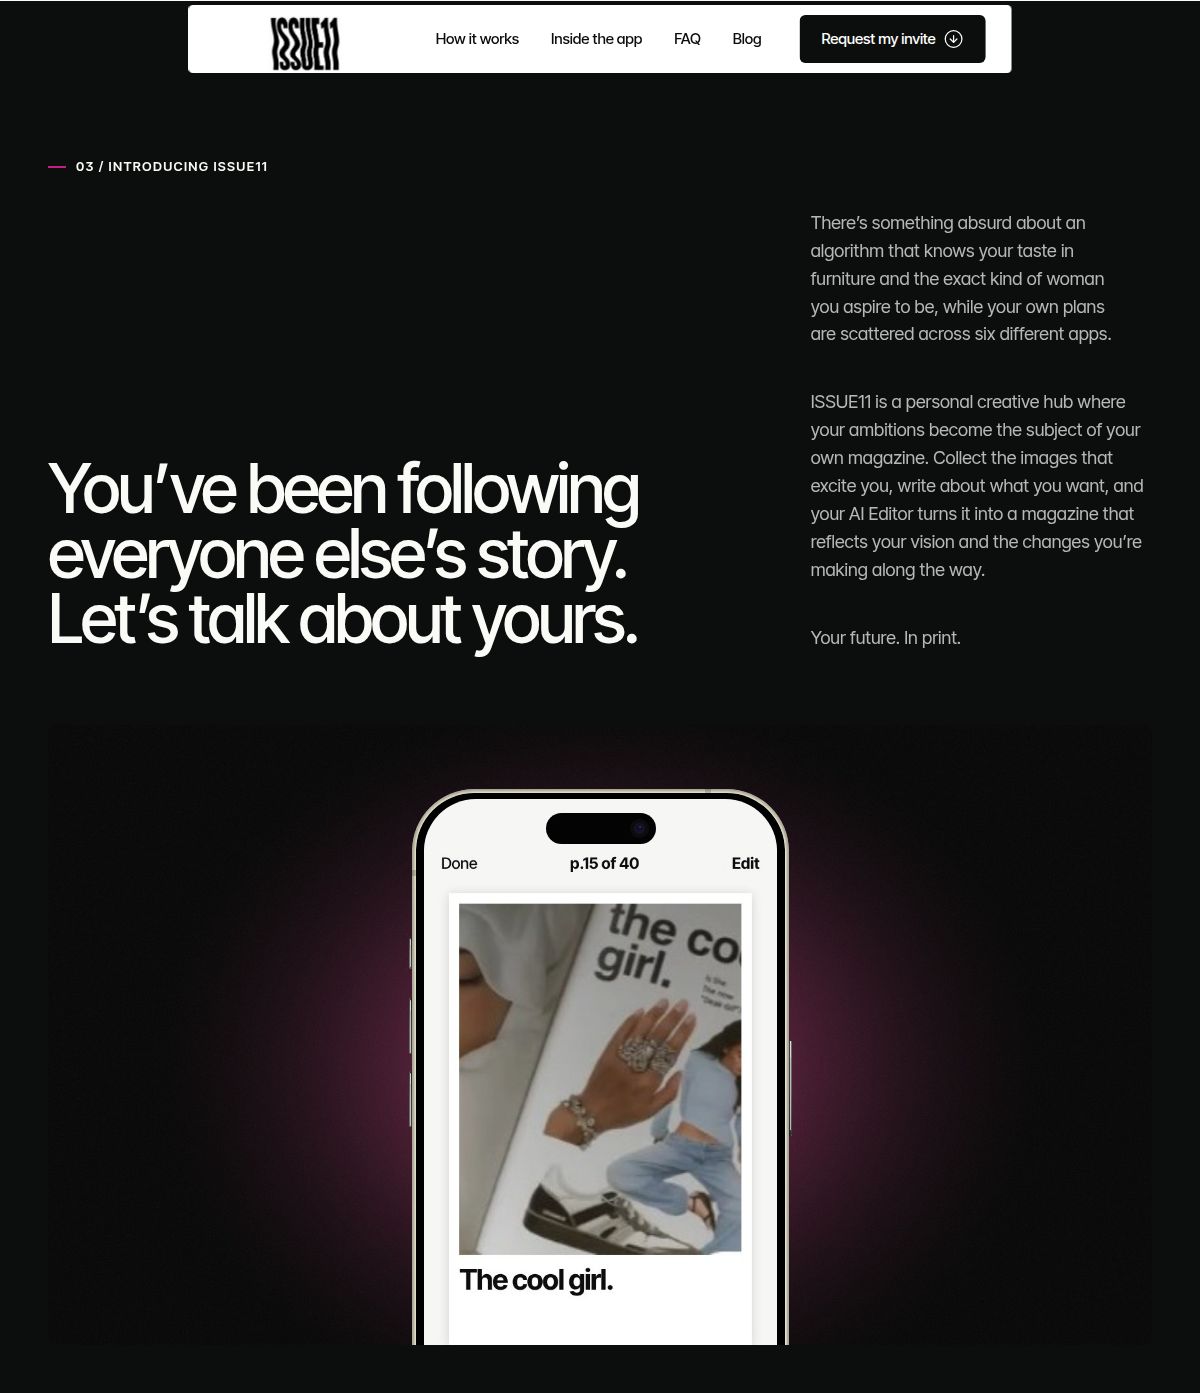 ISSUE11
How it works
Inside the app
FAQ
Blog
Request my invite
03 / INTRODUCING ISSUE11
You’ve been following
everyone else’s story.
Let’s talk about yours.
There’s something absurd about an
algorithm that knows your taste in
furniture and the exact kind of woman
you aspire to be, while your own plans
are scattered across six different apps.
ISSUE11 is a personal creative hub where
your ambitions become the subject of your
own magazine. Collect the images that
excite you, write about what you want, and
your AI Editor turns it into a magazine that
reflects your vision and the changes you’re
making along the way.
Your future. In print.
Done
p.15 of 40
Edit
the co
girl.
Is She
The new
The cool girl.